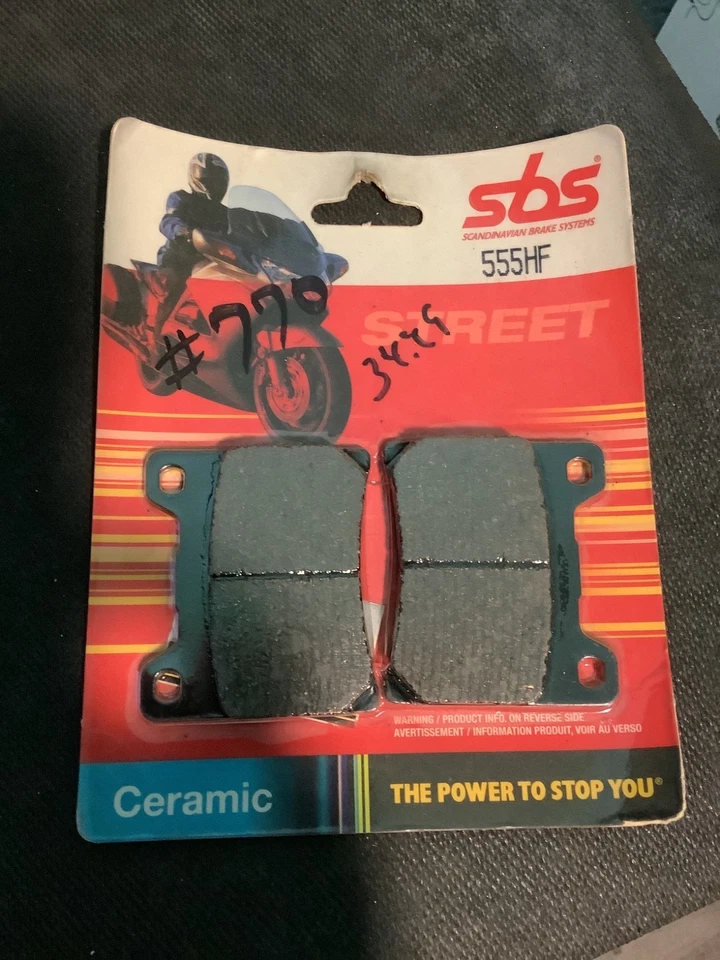 sbs®
SCANDINAVIAN BRAKE SYSTEMS
555HF
#770
STREET
34.29
WARNING / PRODUCT INFO. ON REVERSE SIDE
AVERTISSEMENT / INFORMATION PRODUIT, VOIR AU VERSO
Ceramic
THE POWER TO STOP YOU®